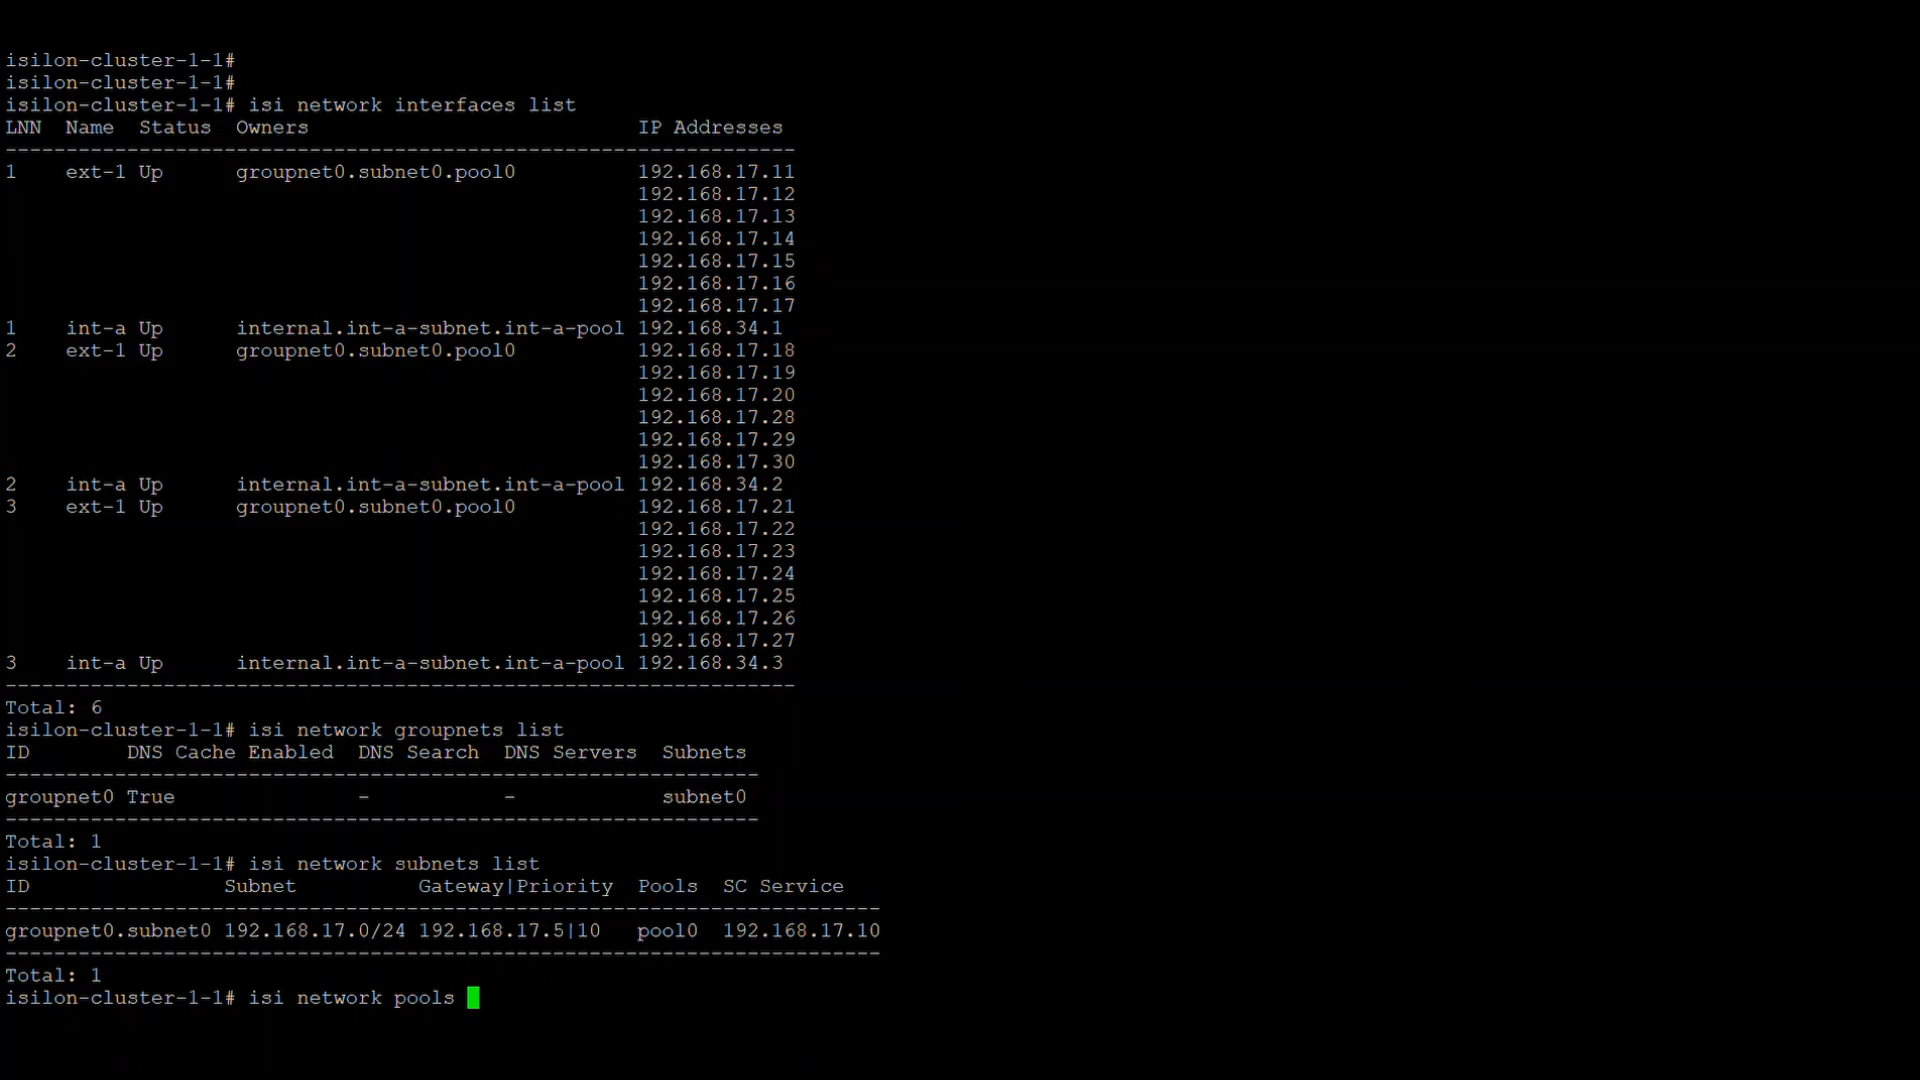 isilon-cluster-1-1#
isilon-cluster-1-1#
isilon-cluster-1-1# isi network interfaces list
LNN  Name  Status  Owners                           IP Addresses
-----------------------------------------------------------------
1    ext-1 Up      groupnet0.subnet0.pool0          192.168.17.11
                                                    192.168.17.12
                                                    192.168.17.13
                                                    192.168.17.14
                                                    192.168.17.15
                                                    192.168.17.16
                                                    192.168.17.17
1    int-a Up      internal.int-a-subnet.int-a-pool 192.168.34.1
2    ext-1 Up      groupnet0.subnet0.pool0          192.168.17.18
                                                    192.168.17.19
                                                    192.168.17.20
                                                    192.168.17.28
                                                    192.168.17.29
                                                    192.168.17.30
2    int-a Up      internal.int-a-subnet.int-a-pool 192.168.34.2
3    ext-1 Up      groupnet0.subnet0.pool0          192.168.17.21
                                                    192.168.17.22
                                                    192.168.17.23
                                                    192.168.17.24
                                                    192.168.17.25
                                                    192.168.17.26
                                                    192.168.17.27
3    int-a Up      internal.int-a-subnet.int-a-pool 192.168.34.3
-----------------------------------------------------------------
Total: 6
isilon-cluster-1-1# isi network groupnets list
ID        DNS Cache Enabled  DNS Search  DNS Servers  Subnets
--------------------------------------------------------------
groupnet0 True               -           -            subnet0
--------------------------------------------------------------
Total: 1
isilon-cluster-1-1# isi network subnets list
ID                Subnet          Gateway|Priority  Pools  SC Service
------------------------------------------------------------------------
groupnet0.subnet0 192.168.17.0/24 192.168.17.5|10   pool0  192.168.17.10
------------------------------------------------------------------------
Total: 1
isilon-cluster-1-1# isi network pools